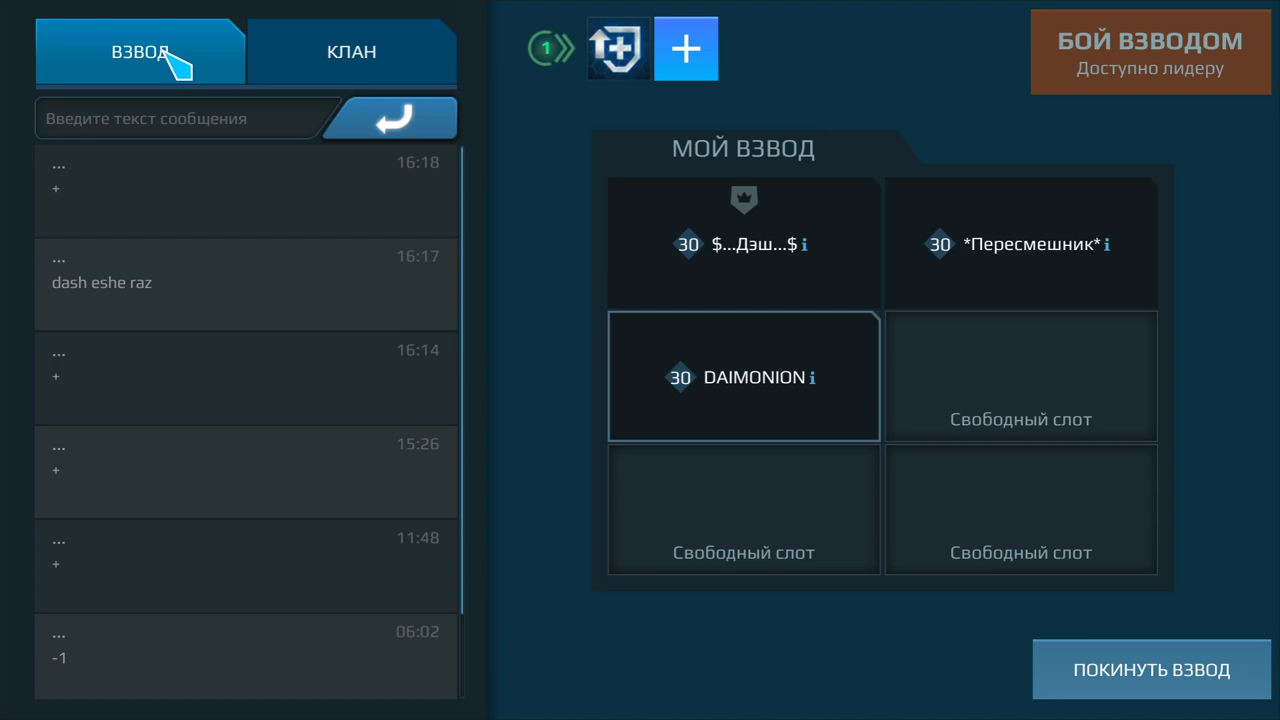 ВЗВОД
КЛАН
Введите текст сообщения
... 16:18
+
... 16:17
dash eshe raz
... 16:14
+
... 15:26
+
... 11:48
+
... 06:02
-1
1
БОЙ ВЗВОДОМ
Доступно лидеру
МОЙ ВЗВОД
30 $...Дэш...$ i
30 *Пересмешник* i
30 DAIMONION i
Свободный слот
Свободный слот
Свободный слот
ПОКИНУТЬ ВЗВОД